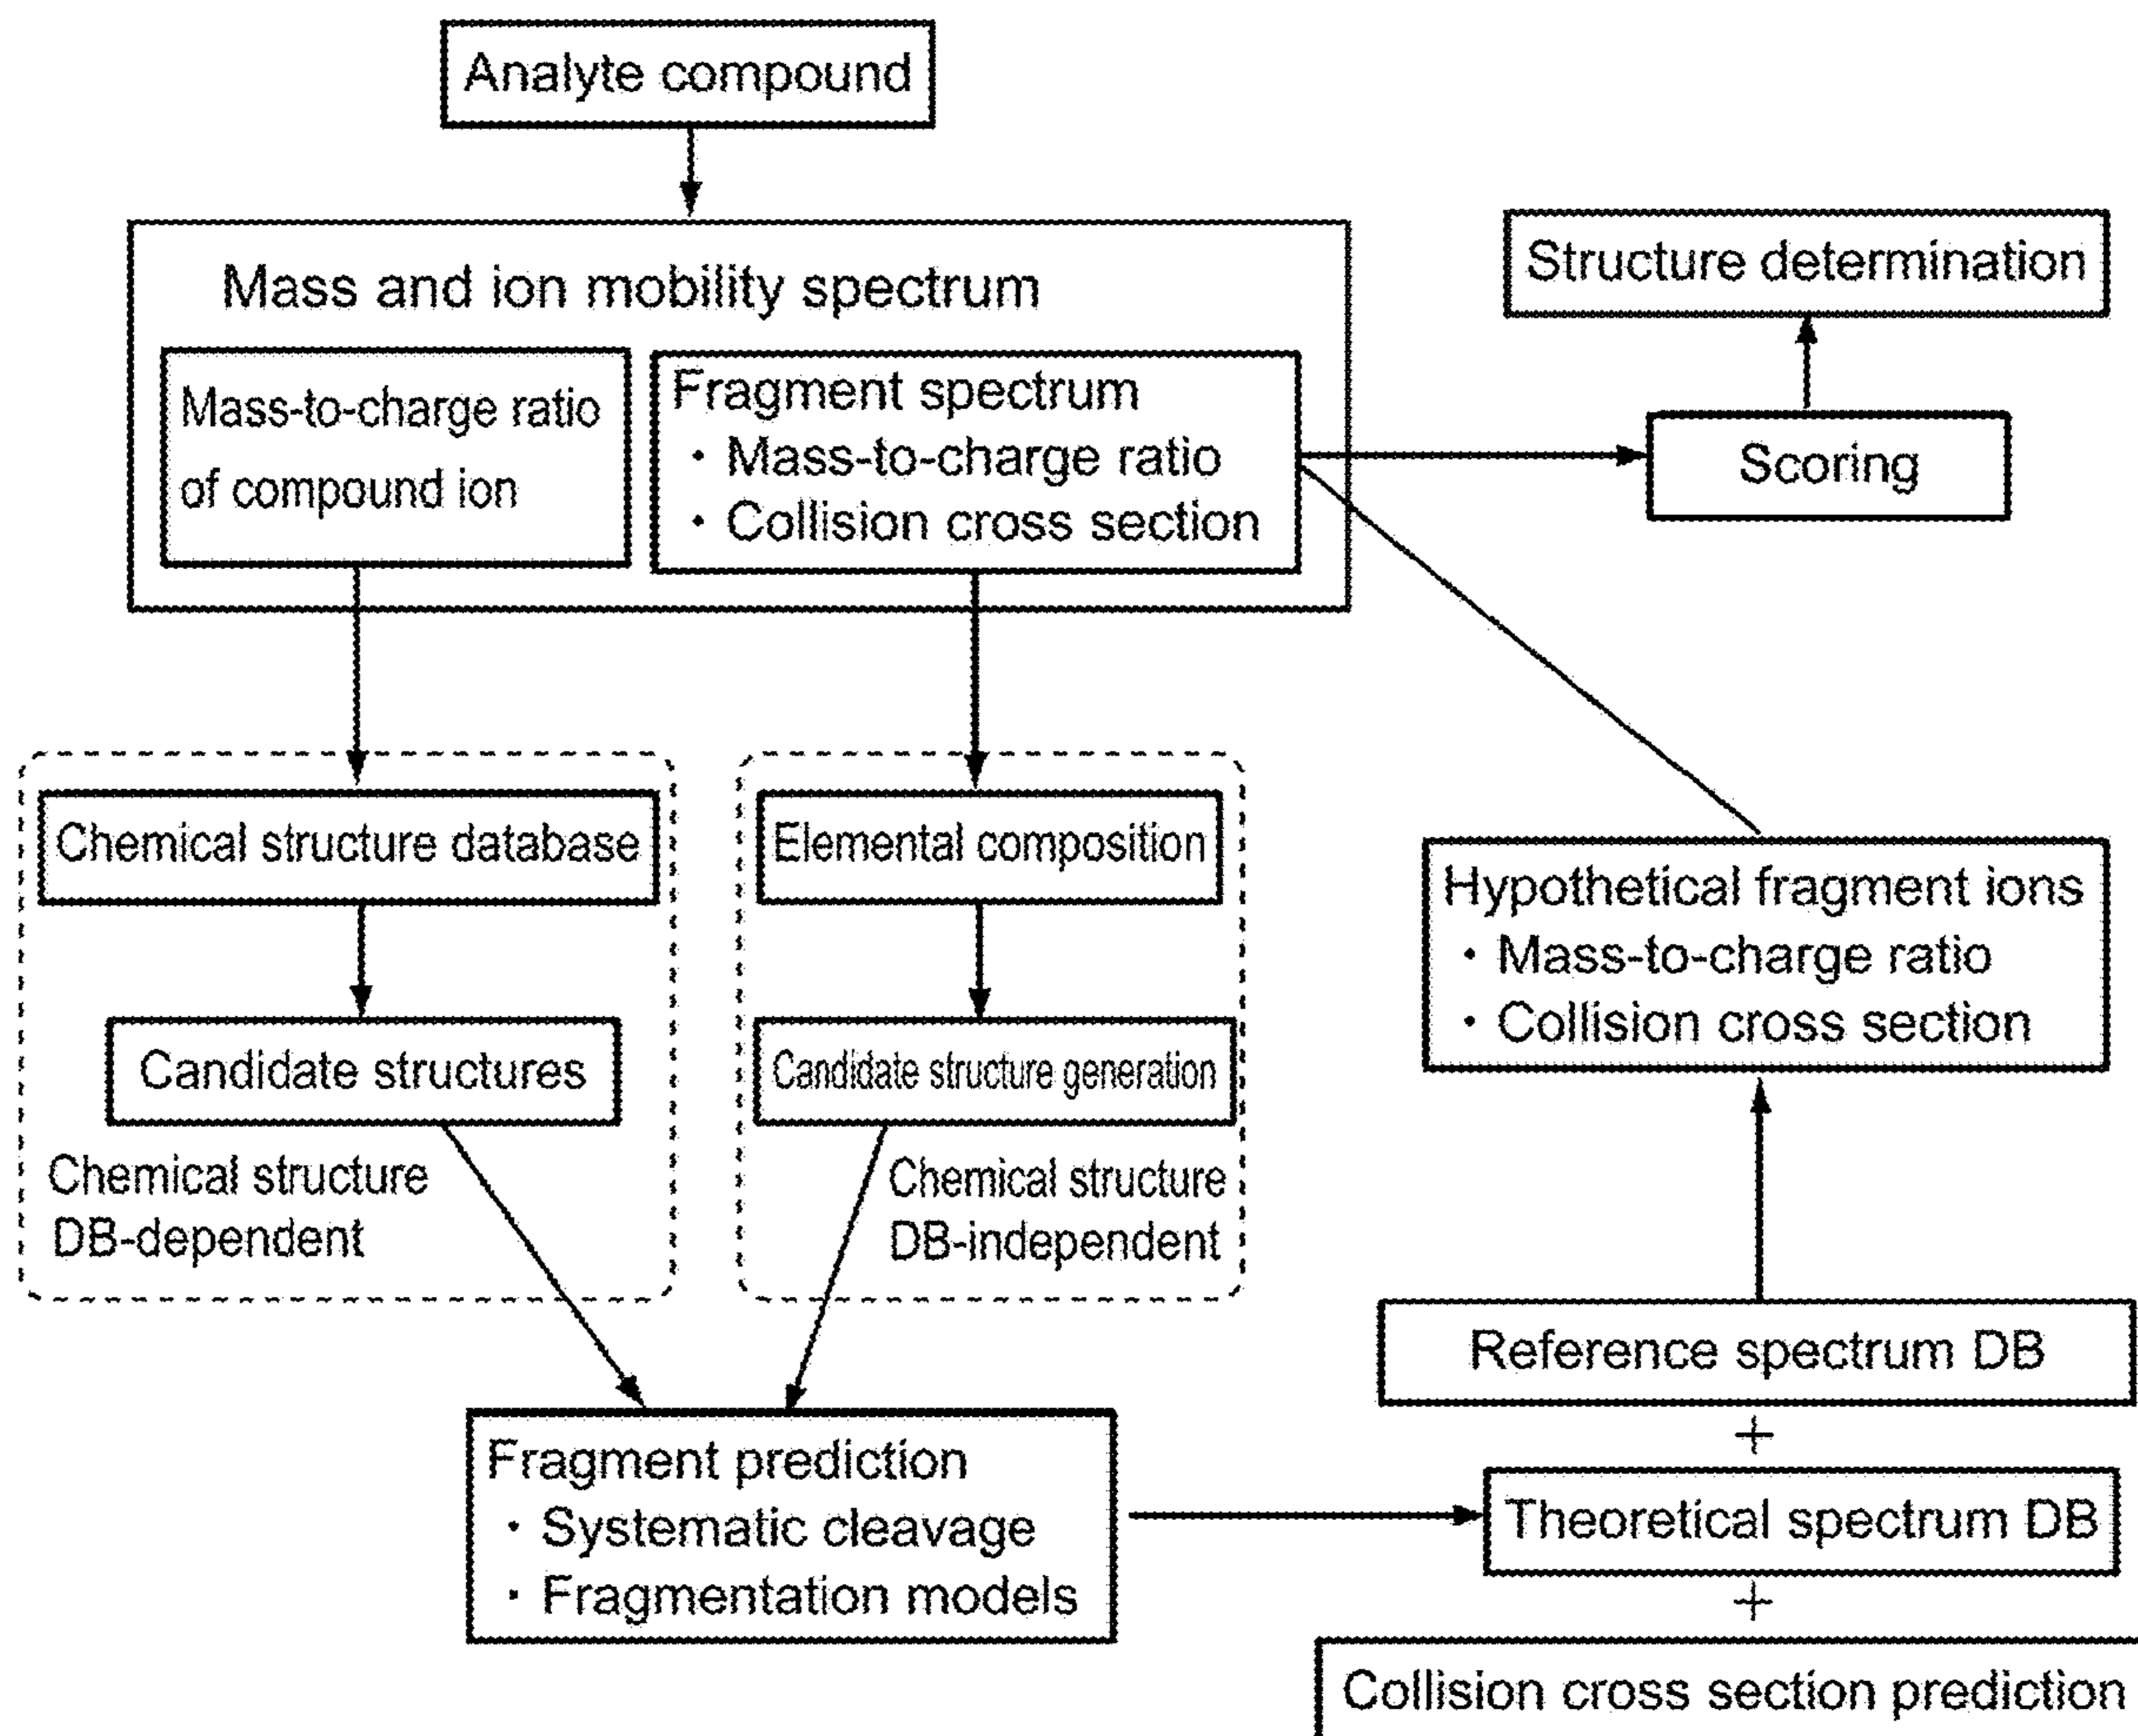 Analyte compound
Mass and ion mobility spectrum
Mass-to-charge ratio
of compound ion
Fragment spectrum
・Mass-to-charge ratio
・Collision cross section
Structure determination
Scoring
Chemical structure database
Candidate structures
Chemical structure
DB-dependent
Elemental composition
Candidate structure generation
Chemical structure
DB-independent
Hypothetical fragment ions
・Mass-to-charge ratio
・Collision cross section
Fragment prediction
・Systematic cleavage
・Fragmentation models
Reference spectrum DB
+
Theoretical spectrum DB
+
Collision cross section prediction